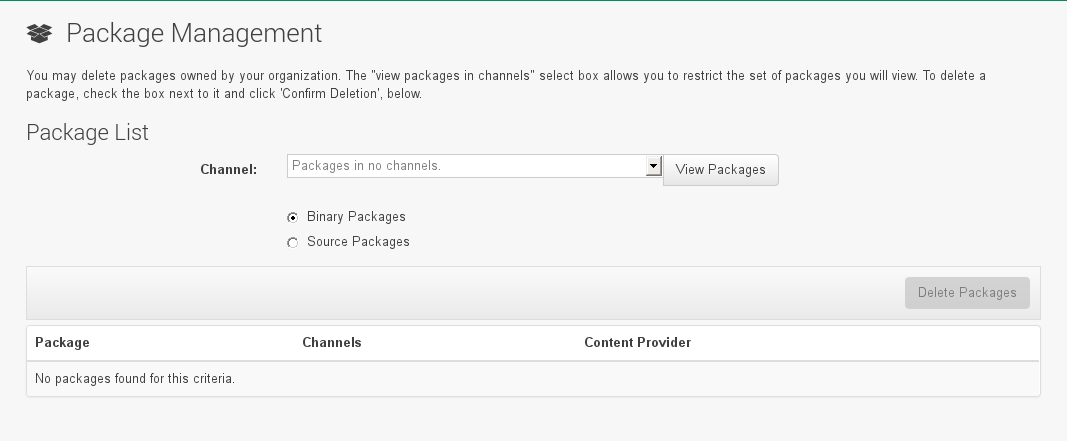 Package Management
You may delete packages owned by your organization. The "view packages in channels" select box allows you to restrict the set of packages you will view. To delete a
package, check the box next to it and click 'Confirm Deletion', below.
Package List
Channel: Packages in no channels. View Packages
Binary Packages
Source Packages
Delete Packages
Package Channels Content Provider
No packages found for this criteria.